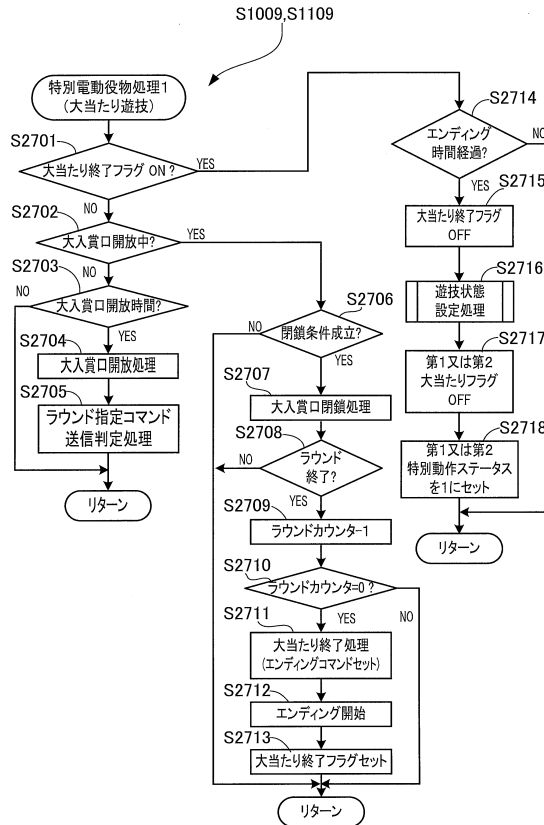 S1009,S1109
特別電動役物処理1
(大当たり遊技)
S2701
大当たり終了フラグ ON?
YES
NO
S2702
大入賞口開放中?
YES
NO
S2703
NO
大入賞口開放時間?
YES
S2704
大入賞口開放処理
S2705
ラウンド指定コマンド
送信判定処理
リターン
S2706
NO
閉鎖条件成立?
YES
S2707
大入賞口閉鎖処理
S2708
NO
ラウンド
終了?
YES
S2709
ラウンドカウンター1
S2710
ラウンドカウンタ=0?
YES
NO
S2711
大当たり終了処理
(エンディングコマンドセット)
S2712
エンディング開始
S2713
大当たり終了フラグセット
リターン
S2714
エンディング
時間経過?
NO
YES
S2715
大当たり終了フラグ
OFF
S2716
遊技状態
設定処理
S2717
第1又は第2
大当たりフラグ
OFF
S2718
第1又は第2
特別動作ステータス
を1にセット
リターン